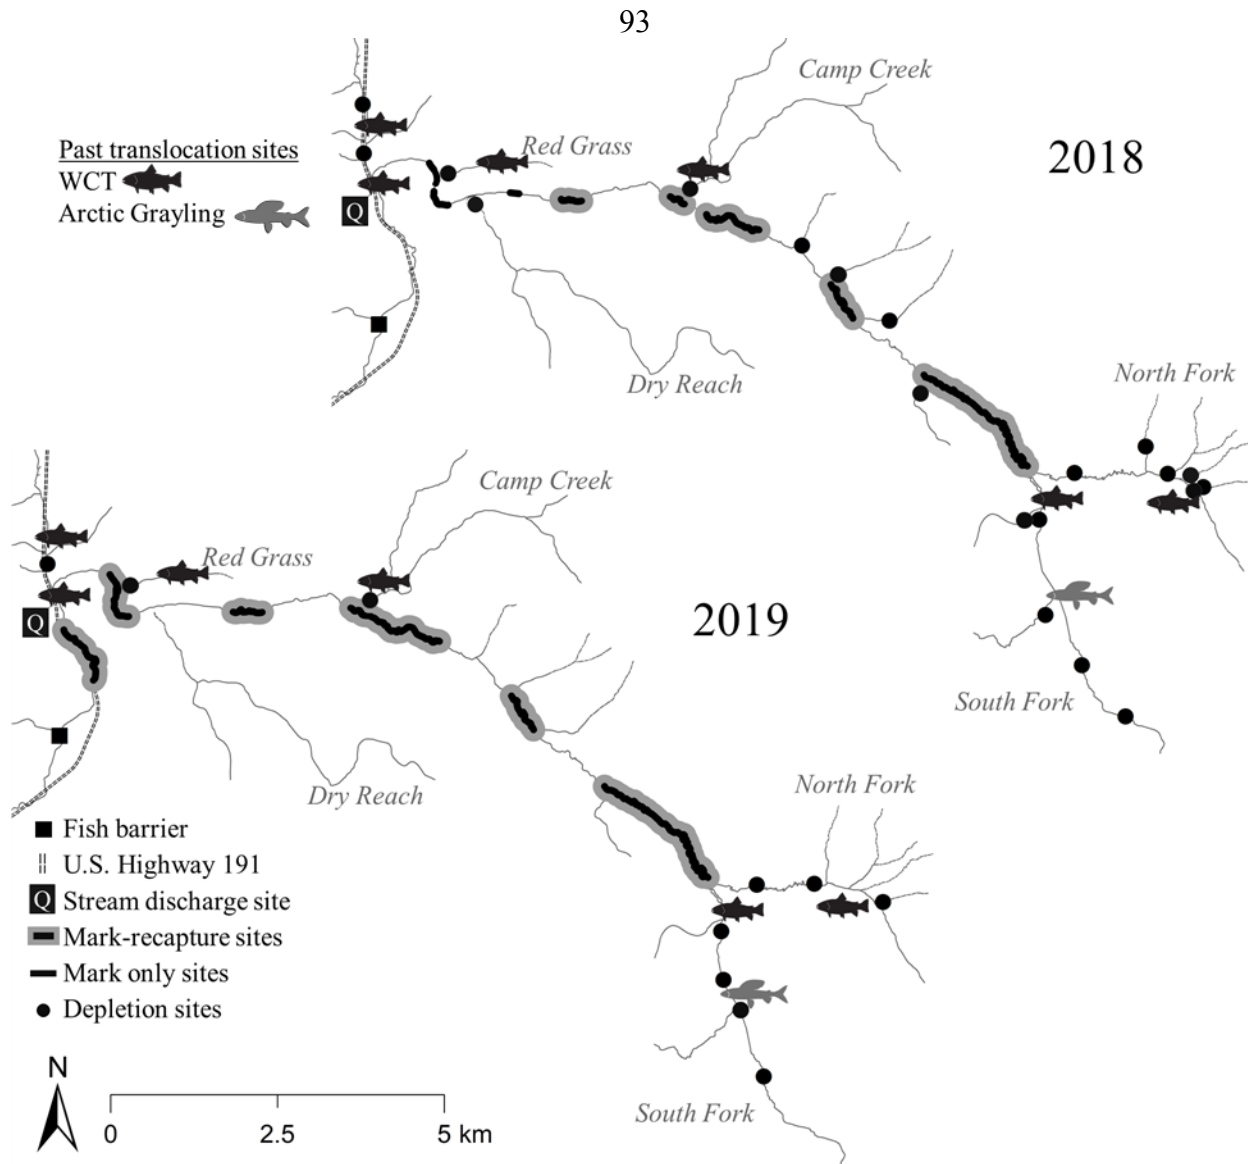 93
Camp Creek
Red Grass
2018
Past translocation sites
WCT
Arctic Grayling
Q
Dry Reach
North Fork
South Fork
Camp Creek
Red Grass
2019
Q
Dry Reach
North Fork
South Fork
Fish barrier
U.S. Highway 191
Q Stream discharge site
Mark-recapture sites
Mark only sites
Depletion sites
N
0 2.5 5 km